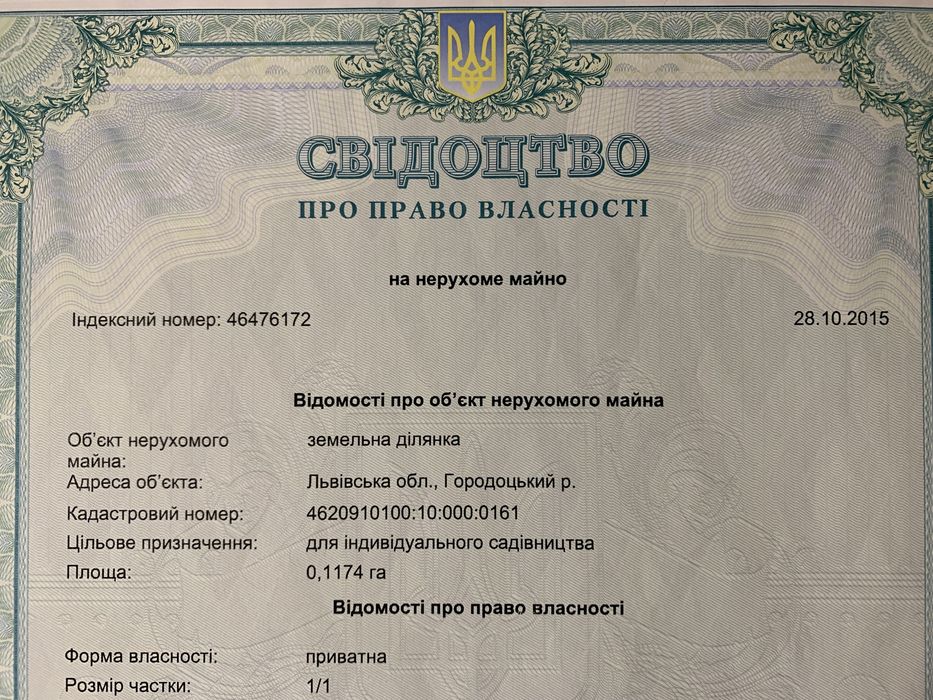 СВІДОЦТВО
ПРО ПРАВО ВЛАСНОСТІ
на нерухоме майно
Індексний номер: 46476172 28.10.2015
Відомості про об’єкт нерухомого майна
Об’єкт нерухомого земельна ділянка
майна:
Адреса об’єкта: Львівська обл., Городоцький р.
Кадастровий номер: 4620910100:10:000:0161
Цільове призначення: для індивідуального садівництва
Площа: 0,1174 га
Відомості про право власності
Форма власності: приватна
Розмір частки: 1/1